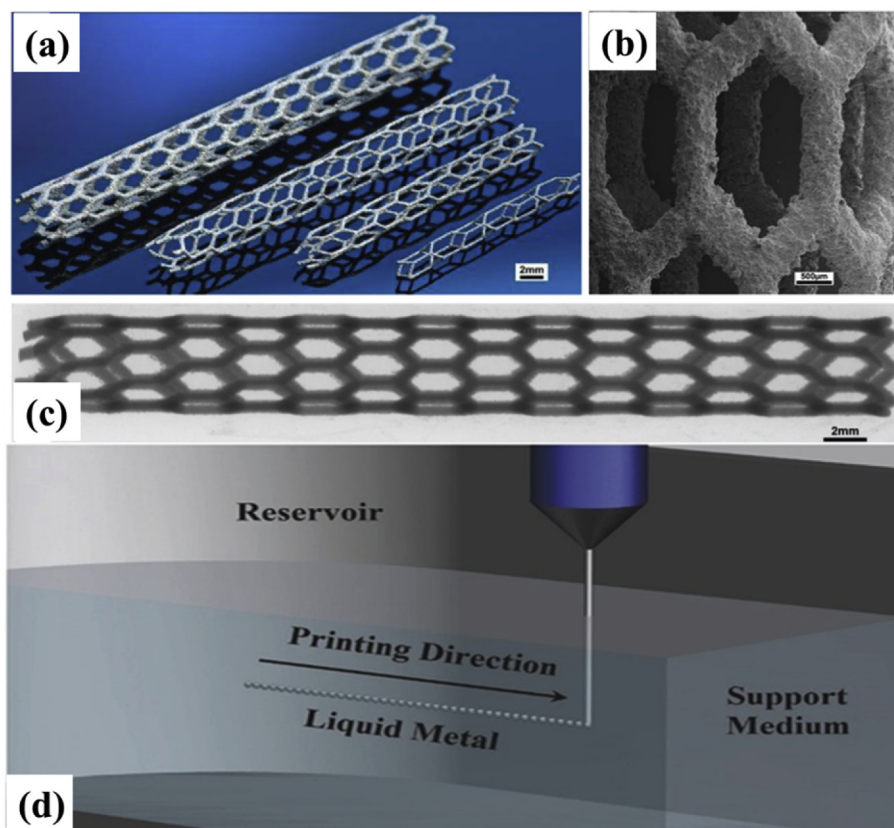 (a)
2mm
(b)
500μm
(c)
2mm
Reservoir
Printing Direction
Liquid Metal
Support
Medium
(d)